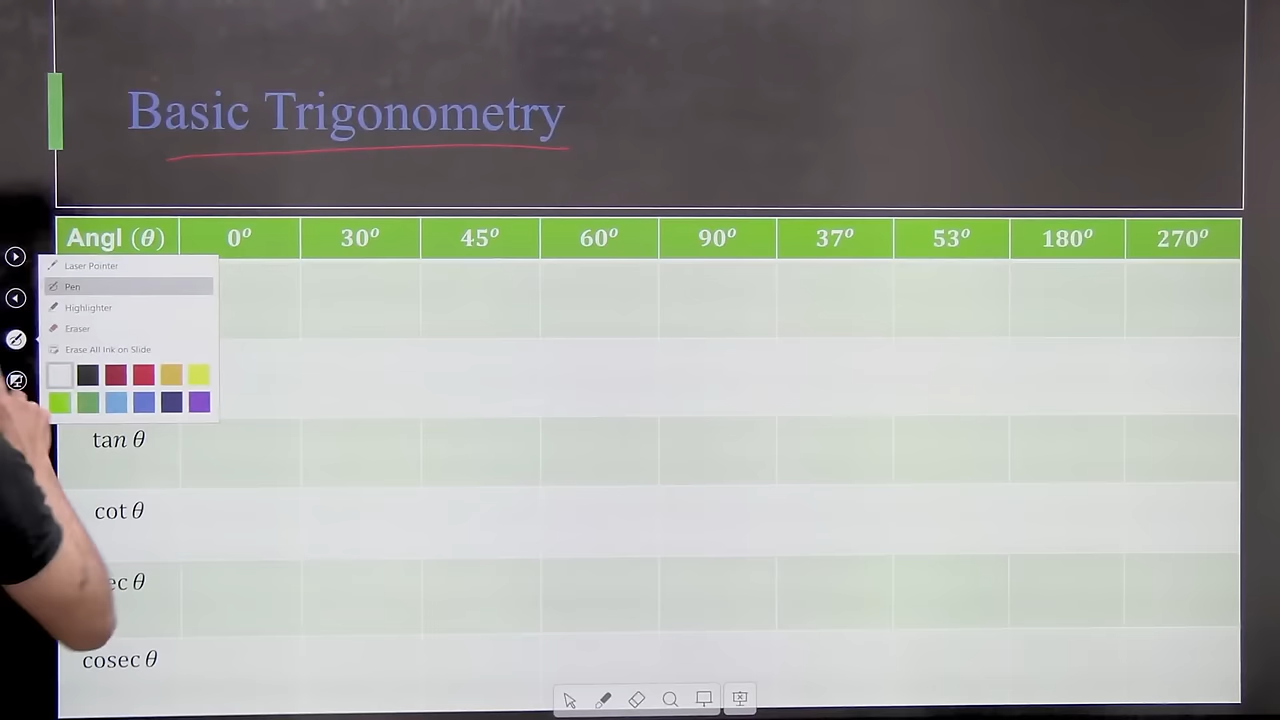 Basic Trigonometry
Angl (θ) 0° 30° 45° 60° 90° 37° 53° 180° 270°
Laser Pointer
Pen
Highlighter
Eraser
Erase All Ink on Slide
tan θ
cot θ
ec θ
cosec θ